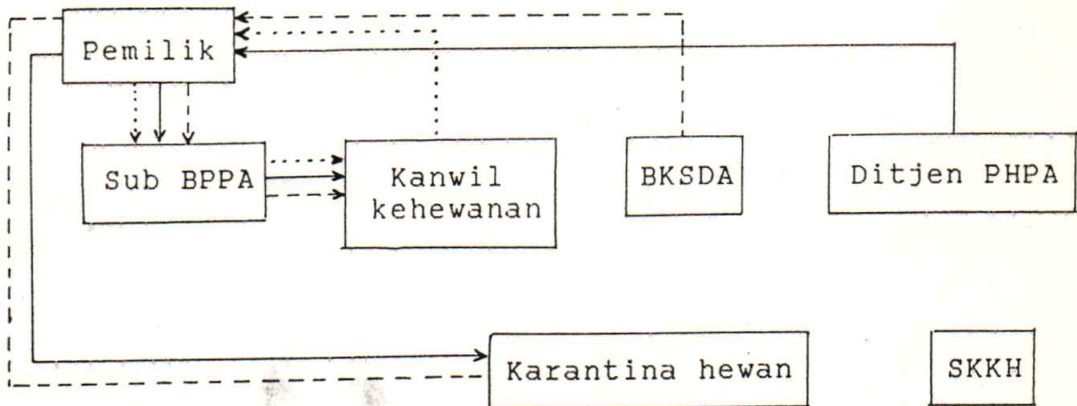 Pemilik
Sub BPPA
Kanwil
kehewanan
BKSDA
Ditjen PHPA
Karantina hewan
SKKH